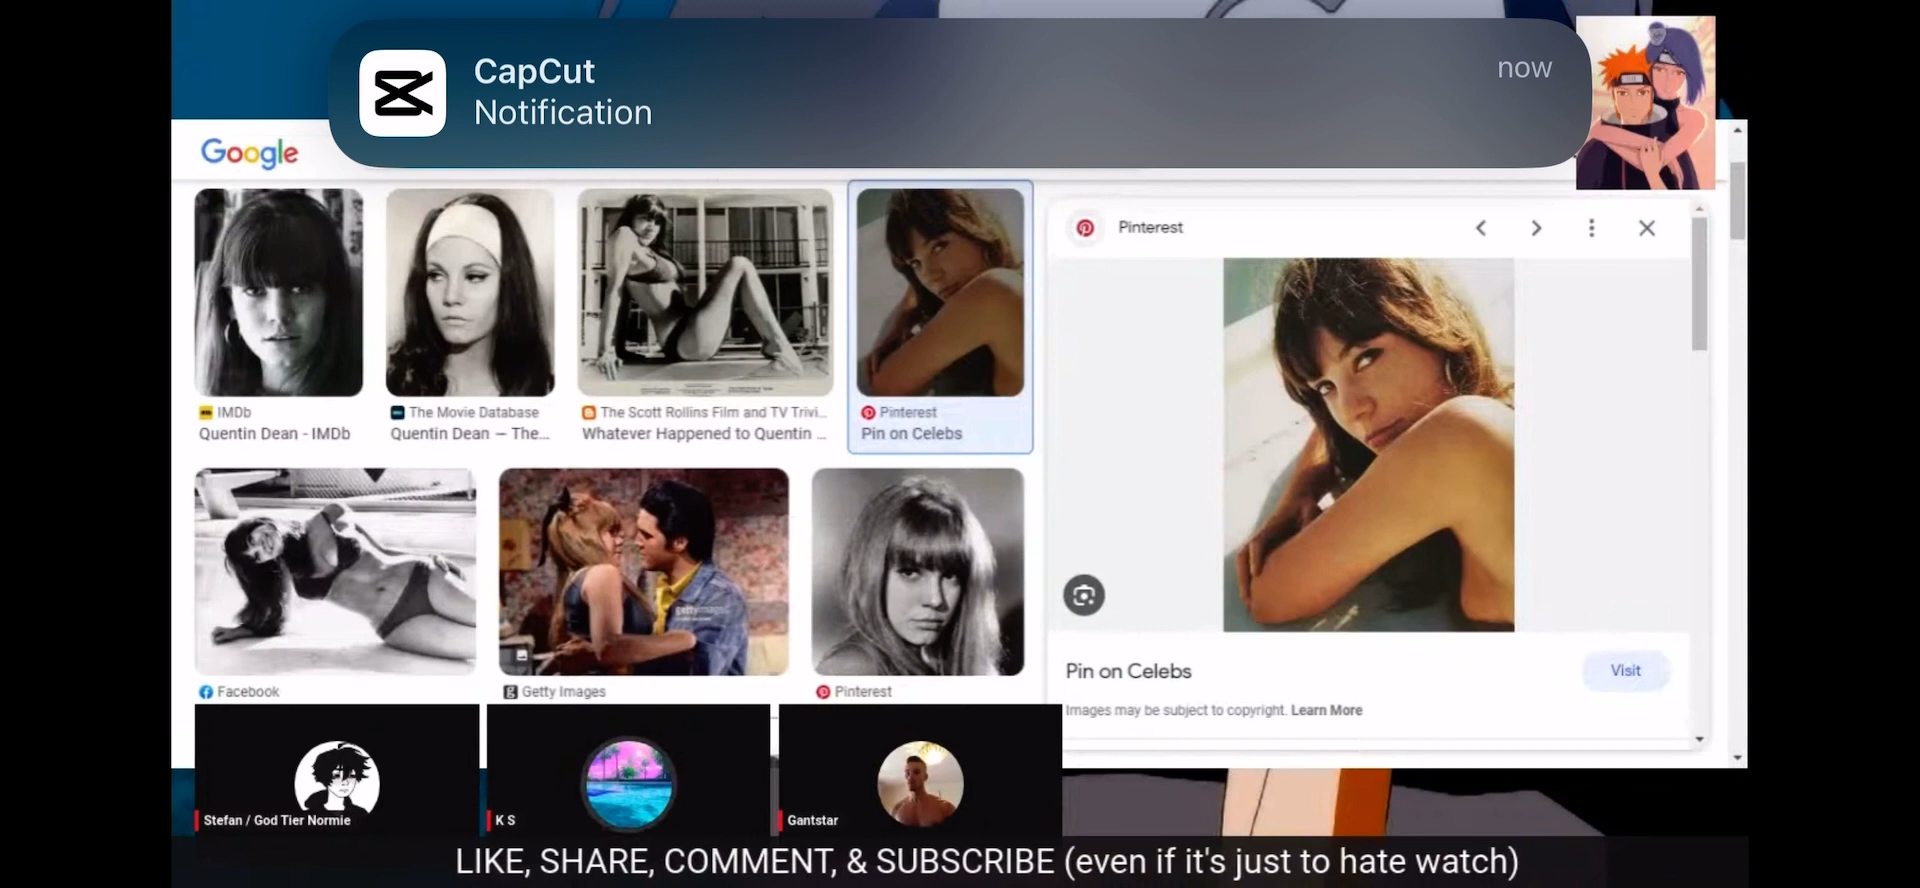 CapCut
now
Notification
Google
Pinterest
IMDb
Quentin Dean - IMDb
The Movie Database
Quentin Dean — The...
The Scott Rollins Film and TV Trivi...
Whatever Happened to Quentin ...
Pinterest
Pin on Celebs
gettyimages
Facebook
Getty Images
Pinterest
Pin on Celebs
Visit
Images may be subject to copyright. Learn More
Stefan / God Tier Normie
K S
Gantstar
LIKE, SHARE, COMMENT, & SUBSCRIBE (even if it's just to hate watch)